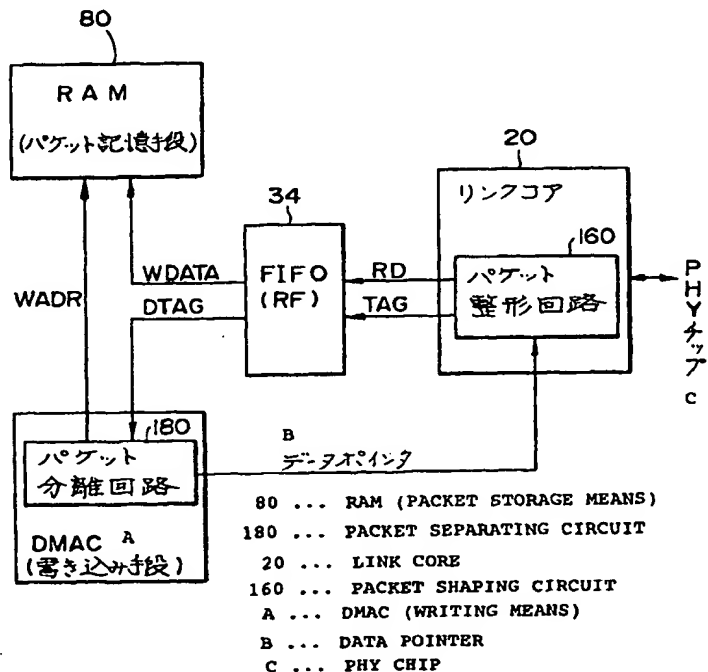 80
RAM
(パケット記憶手段)
20
リンクコア
34
160
FIFO
(RF)
WDATA
DTAG
RD
TAG
パケット
整形回路
PHYチップ
C
WADR
180
パケット
分離回路
B
データポインタ
DMAC A
(書き込み手段)
80 ... RAM (PACKET STORAGE MEANS)
180 ... PACKET SEPARATING CIRCUIT
20 ... LINK CORE
160 ... PACKET SHAPING CIRCUIT
A ... DMAC (WRITING MEANS)
B ... DATA POINTER
C ... PHY CHIP